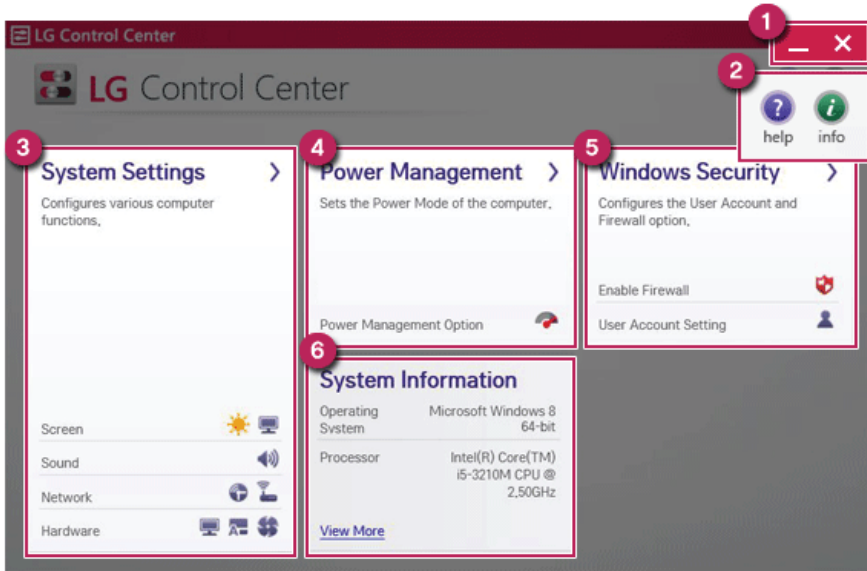 1
LG Control Center
2
LG Control Center
help info
3
System Settings
Configures various computer
functions,
Screen
Sound
Network
Hardware
4
Power Management
Sets the Power Mode of the computer,
Power Management Option
5
Windows Security
Configures the User Account and
Firewall option,
Enable Firewall
User Account Setting
6
System Information
Operating Microsoft Windows 8
System 64-bit
Processor Intel(R) Core(TM)
i5-3210M CPU @
2,50GHz
View More